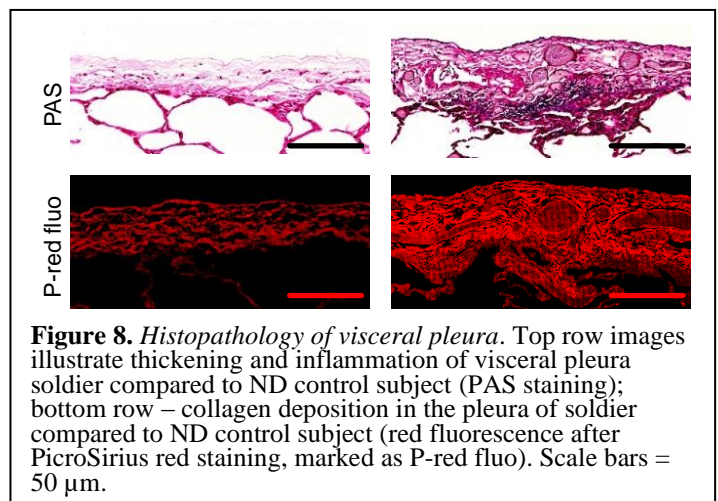 PAS
P-red fluo
Figure 8. Histopathology of visceral pleura. Top row images
illustrate thickening and inflammation of visceral pleura
soldier compared to ND control subject (PAS staining);
bottom row – collagen deposition in the pleura of soldier
compared to ND control subject (red fluorescence after
PicroSirius red staining, marked as P-red fluo). Scale bars =
50 µm.